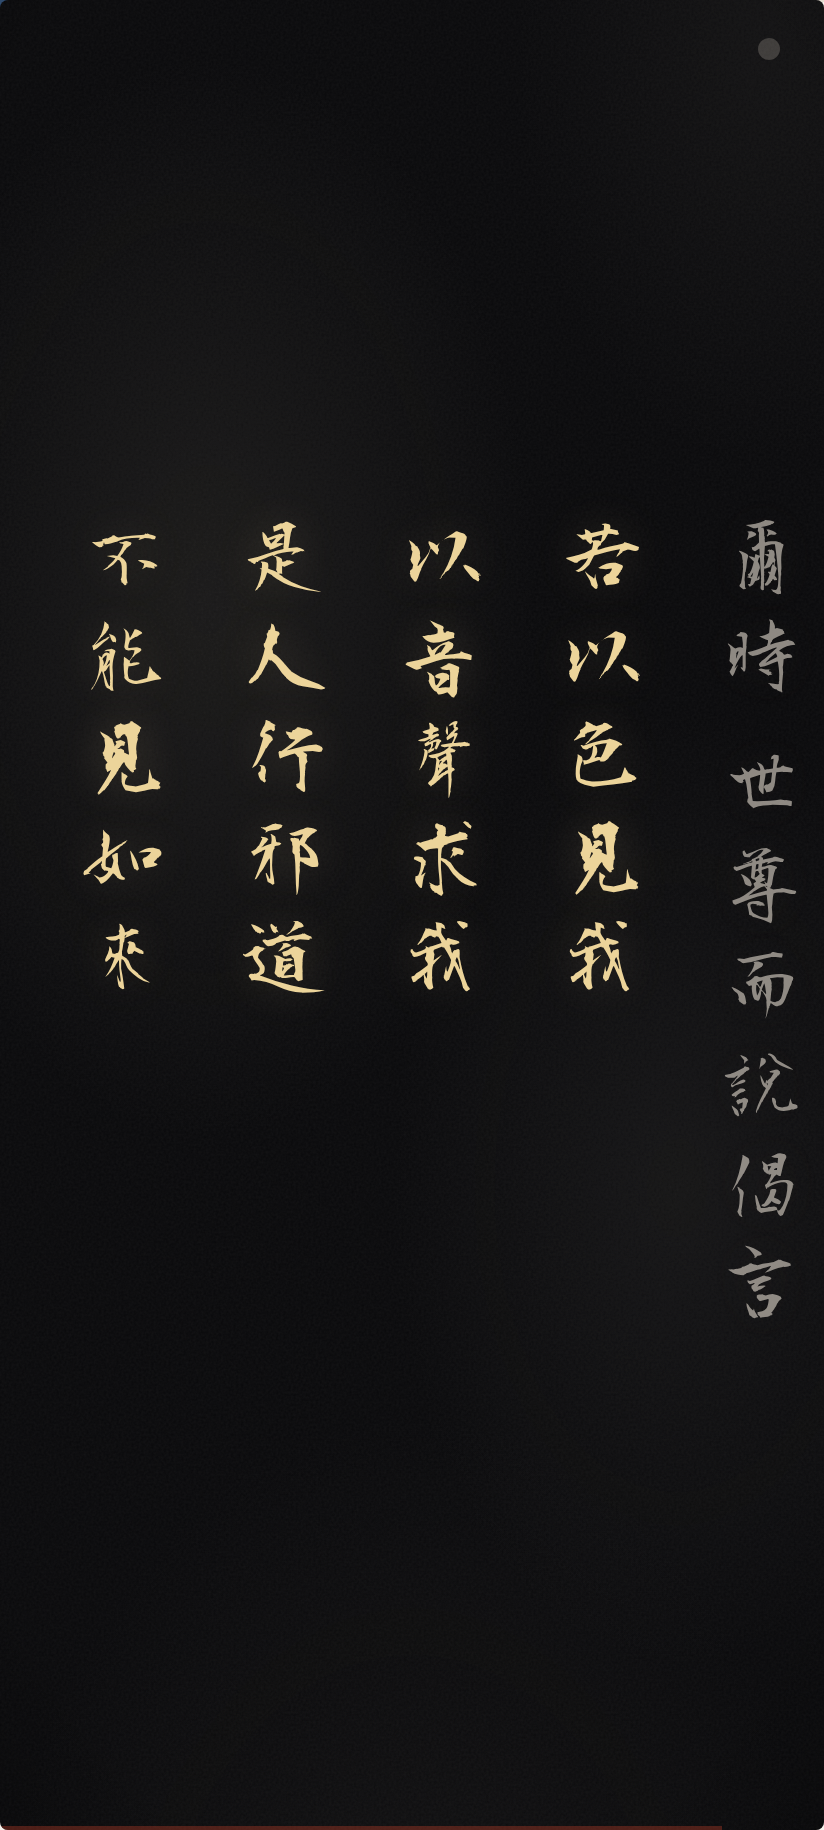 爾時 世尊而説偈言
若以色見我
以音聲求我
是人行邪道
不能見如來